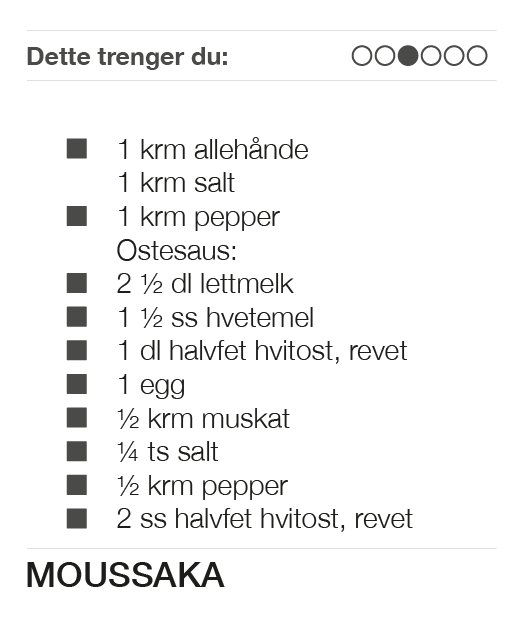 Dette trenger du:
1 krm allehånde
1 krm salt
1 krm pepper
Ostesaus:
2 ½ dl lettmelk
1 ½ ss hvetemel
1 dl halvfet hvitost, revet
1 egg
½ krm muskat
¼ ts salt
½ krm pepper
2 ss halvfet hvitost, revet
MOUSSAKA